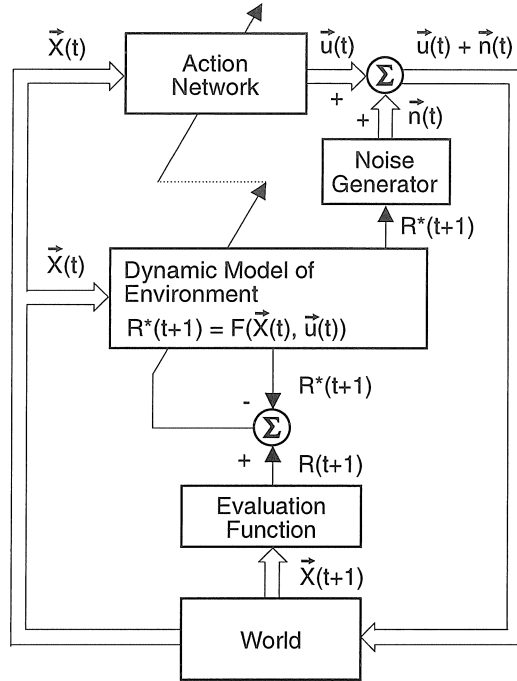 X(t)
Action
Network
u(t)
+
Σ
u(t) + n(t)
+
n(t)
Noise
Generator
R*(t+1)
X(t)
Dynamic Model of
Environment
R*(t+1) = F(X(t), u(t))
R*(t+1)
-
Σ
+
R(t+1)
Evaluation
Function
X(t+1)
World